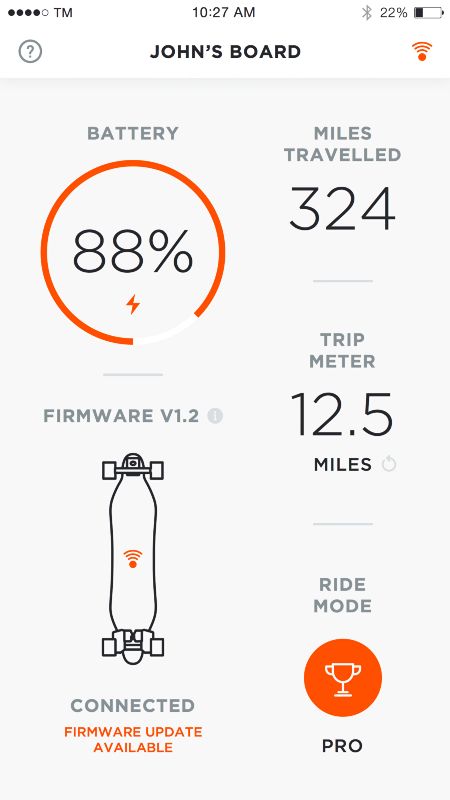 TM 10:27 AM 22%
?
JOHN'S BOARD
BATTERY
88%
MILES
TRAVELLED
324
FIRMWARE V1.2 i
TRIP
METER
12.5
MILES
CONNECTED
FIRMWARE UPDATE
AVAILABLE
RIDE
MODE
PRO